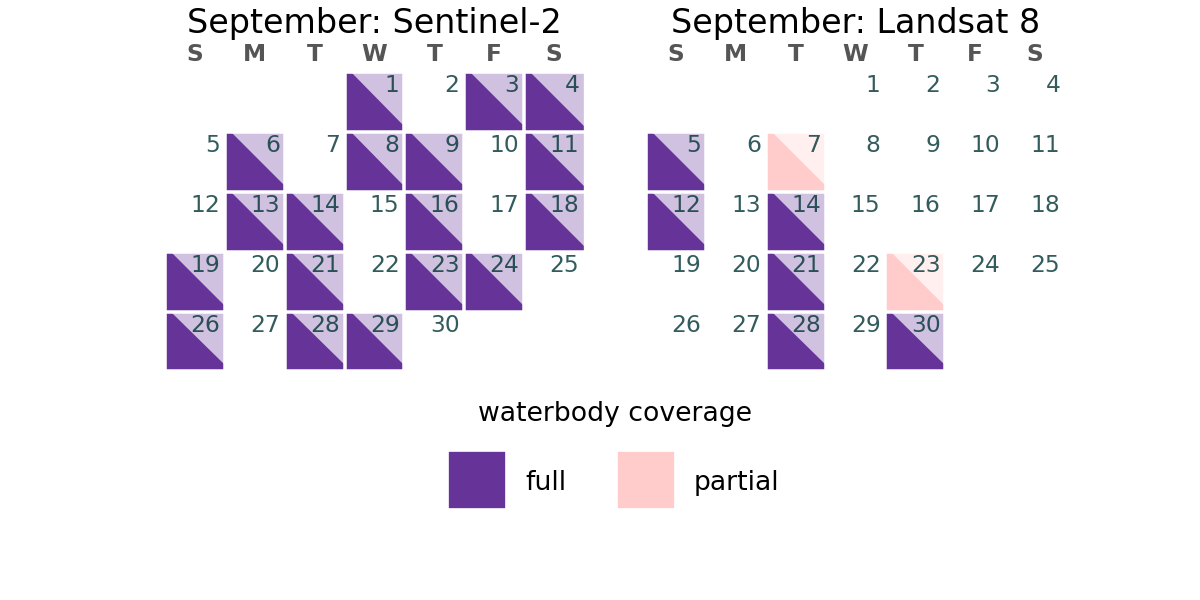 September: Sentinel-2
S M T W T F S
1 2 3 4
5 6 7 8 9 10 11
12 13 14 15 16 17 18
19 20 21 22 23 24 25
26 27 28 29 30
September: Landsat 8
S M T W T F S
1 2 3 4
5 6 7 8 9 10 11
12 13 14 15 16 17 18
19 20 21 22 23 24 25
26 27 28 29 30
waterbody coverage
full partial